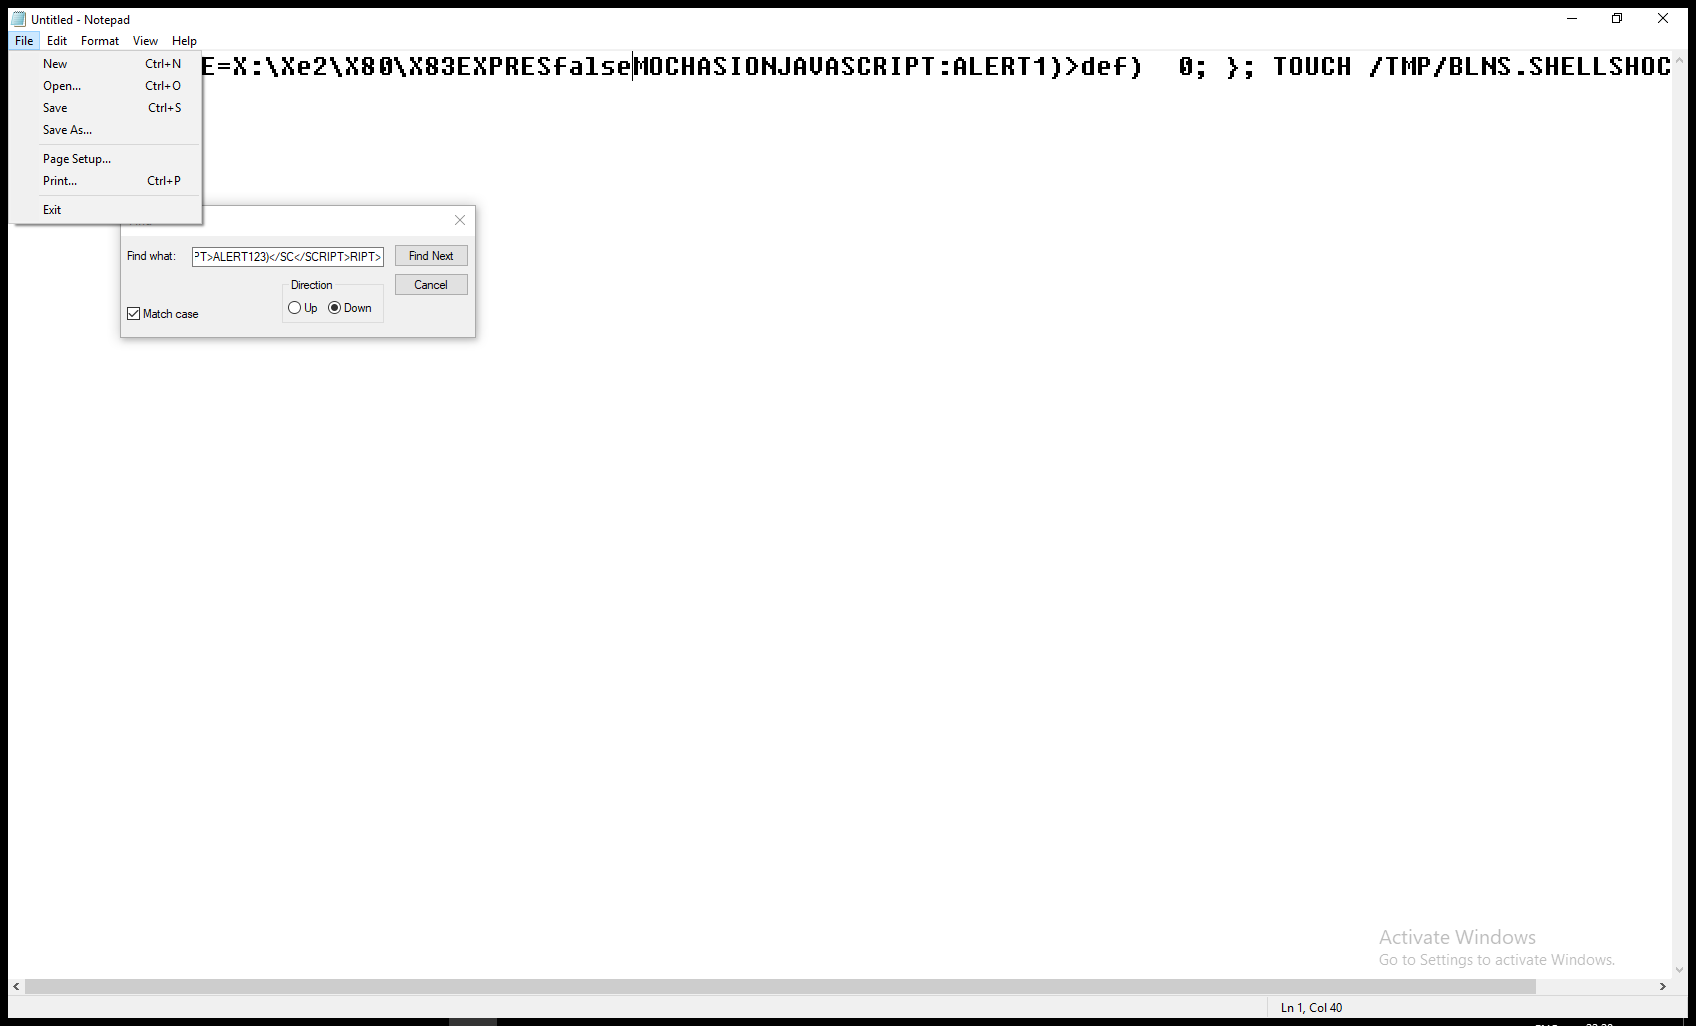 Untitled - Notepad
File Edit Format View Help
E=X:\Xe2\X80\X83EXPRESfalseMOCHASIONJAVASCRIPT:ALERT1)>def)  0; }; TOUCH /TMP/BLNS.SHELLSHOC
New Ctrl+N
Open... Ctrl+O
Save Ctrl+S
Save As...
Page Setup...
Print... Ctrl+P
Exit
Find what: PT>ALERT123)</SC</SCRIPT>RIPT> Find Next
Direction Cancel
Up Down
Match case
Activate Windows
Go to Settings to activate Windows.
Ln 1, Col 40